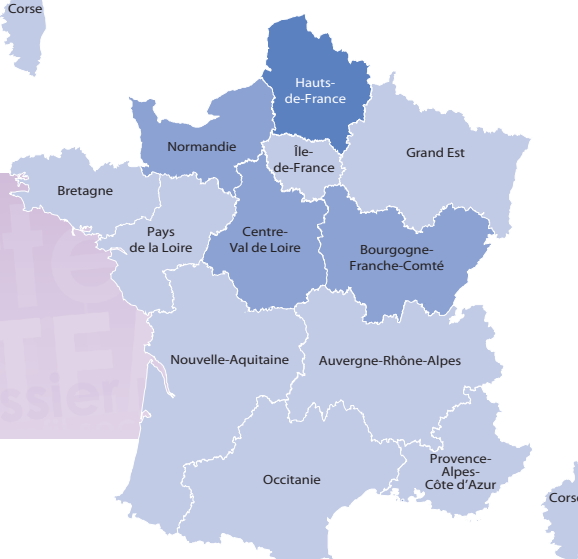 Corse
Hauts-
de-France
Normandie
Île-
de-France
Grand Est
Bretagne
Pays
de la Loire
Centre-
Val de Loire
Bourgogne-
Franche-Comté
Nouvelle-Aquitaine
Auvergne-Rhône-Alpes
Provence-
Alpes-
Côte d’Azur
Occitanie